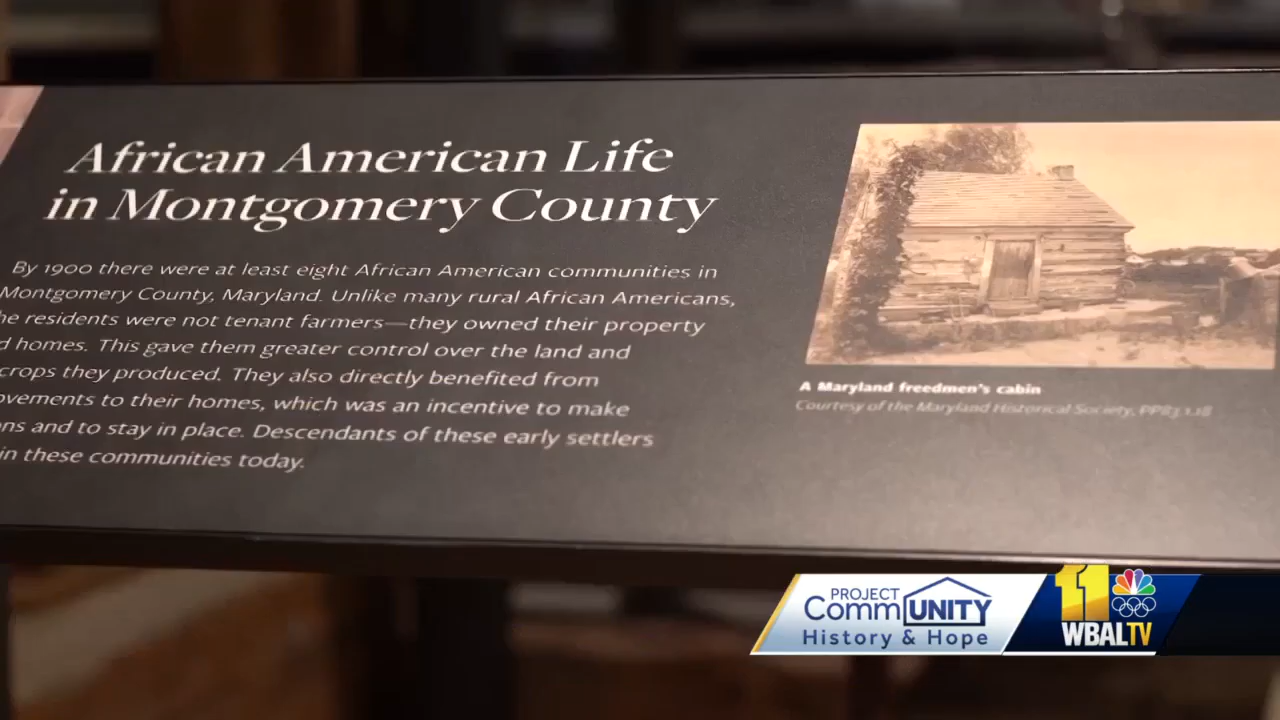 African American Life
in Montgomery County
By 1900 there were at least eight African American communities in
Montgomery County, Maryland. Unlike many rural African Americans,
he residents were not tenant farmers—they owned their property
d homes. This gave them greater control over the land and
crops they produced. They also directly benefited from
ovements to their homes, which was an incentive to make
ns and to stay in place. Descendants of these early settlers
in these communities today.
A Maryland freedmen's cabin
Courtesy of the Maryland Historical Society,
PROJECT
CommUNITY
History & Hope
11
WBALTV